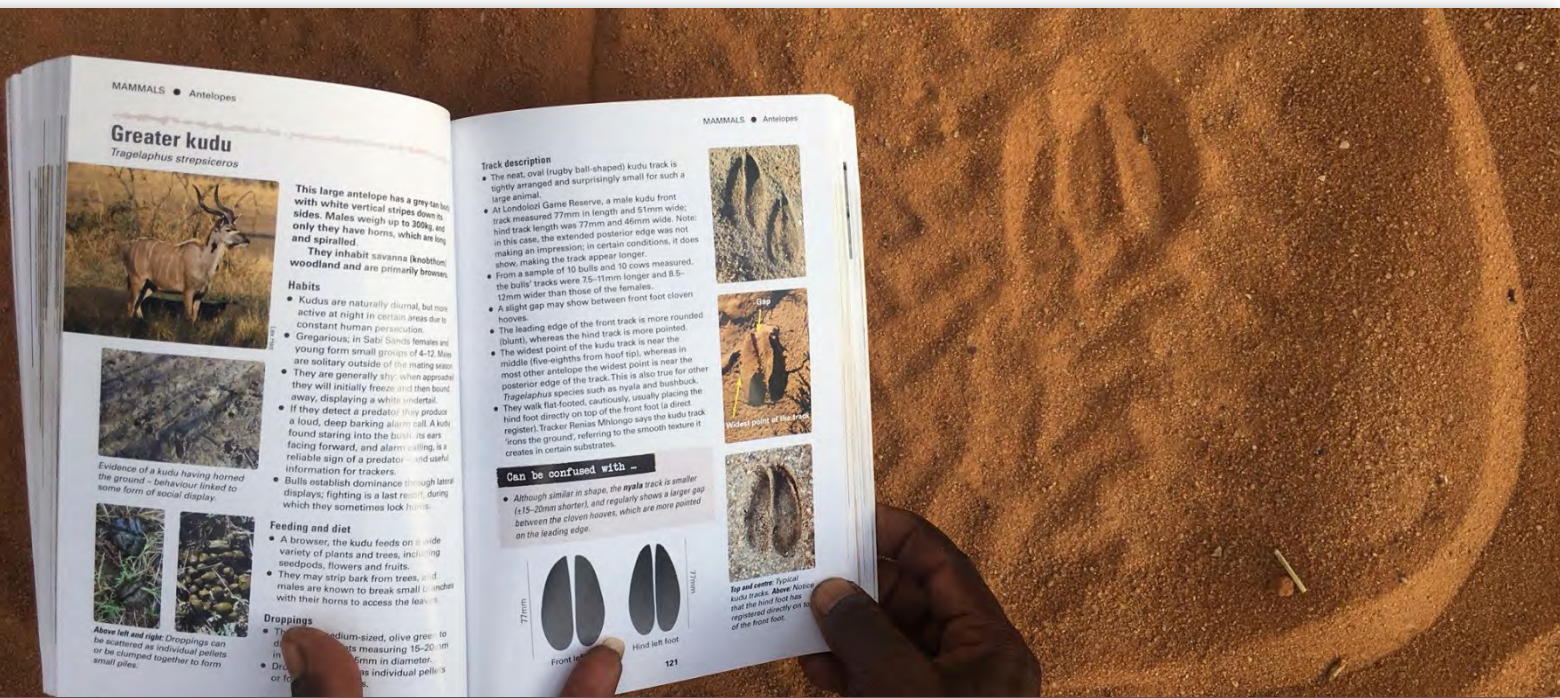 MAMMALS ● Antelopes
Greater kudu
Tragelaphus strepsiceros
This large antelope has a grey-tan
with white vertical stripes down its
sides. Males weigh up to 300kg, and
only they have horns, which are long
and spiralled.
They inhabit savanna (knobthorn)
woodland and are primarily browsers.
Habits
● Kudus are naturally diurnal, but more
active at night in certain areas due to
constant human persecution.
● Gregarious; in Sabi Sands females and
young form small groups of 4–12. Males
are solitary outside of the mating season.
● They are generally shy; when approached
they will initially freeze and then bound
away, displaying a white undertail.
● If they detect a predator they produce
a loud, deep barking alarm call. A kudu
found staring into the bush, its ears
facing forward, and alarm calling, is a
reliable sign of a predator – and useful
information for trackers.
● Bulls establish dominance through lateral
displays; fighting is a last resort, during
which they sometimes lock horns.
Feeding and diet
● A browser, the kudu feeds on a wide
variety of plants and trees, including
seedpods, flowers and fruits.
● They may strip bark from trees, and
males are known to break small branches
with their horns to access the leaves.
Droppings
● medium-sized, olive green to
measuring 15–20mm
in diameter.
● as individual pellets
or
Evidence of a kudu having horned
the ground – behaviour linked to
some form of social display.
Above left and right: Droppings can
be scattered as individual pellets
or be clumped together to form
small piles.
MAMMALS ● Antelopes
Track description
● The neat, oval (rugby ball-shaped) kudu track is
tightly arranged and surprisingly small for such a
large animal.
● At Londolozi Game Reserve, a male kudu front
track measured 77mm in length and 51mm wide;
hind track length was 77mm and 46mm wide. Note:
in this case, the extended posterior edge was not
making an impression; in certain conditions, it does
show, making the track appear longer.
● From a sample of 10 bulls and 10 cows measured,
the bulls' tracks were 7.5–11mm longer and 8.5–
12mm wider than those of the females.
● A slight gap may show between front foot cloven
hooves.
● The leading edge of the front track is more rounded
(blunt), whereas the hind track is more pointed.
● The widest point of the kudu track is near the
middle (five-eighths from hoof tip), whereas in
most other antelope the widest point is near the
posterior edge of the track. This is also true for other
Tragelaphus species such as nyala and bushbuck.
● They walk flat-footed, cautiously, usually placing the
hind foot directly on top of the front foot (a direct
register). Tracker Renias Mhlongo says the kudu track
'irons the ground', referring to the smooth texture it
creates in certain substrates.
Can be confused with …
● Although similar in shape, the nyala track is smaller
(±15–20mm shorter), and regularly shows a larger gap
between the cloven hooves, which are more pointed
on the leading edge.
77mm
Front left
Hind left foot
77mm
Gap
Widest point of the track
Top and centre: Typical
kudu tracks. Above: Notice
that the hind foot has
registered directly on top
of the front foot.
121